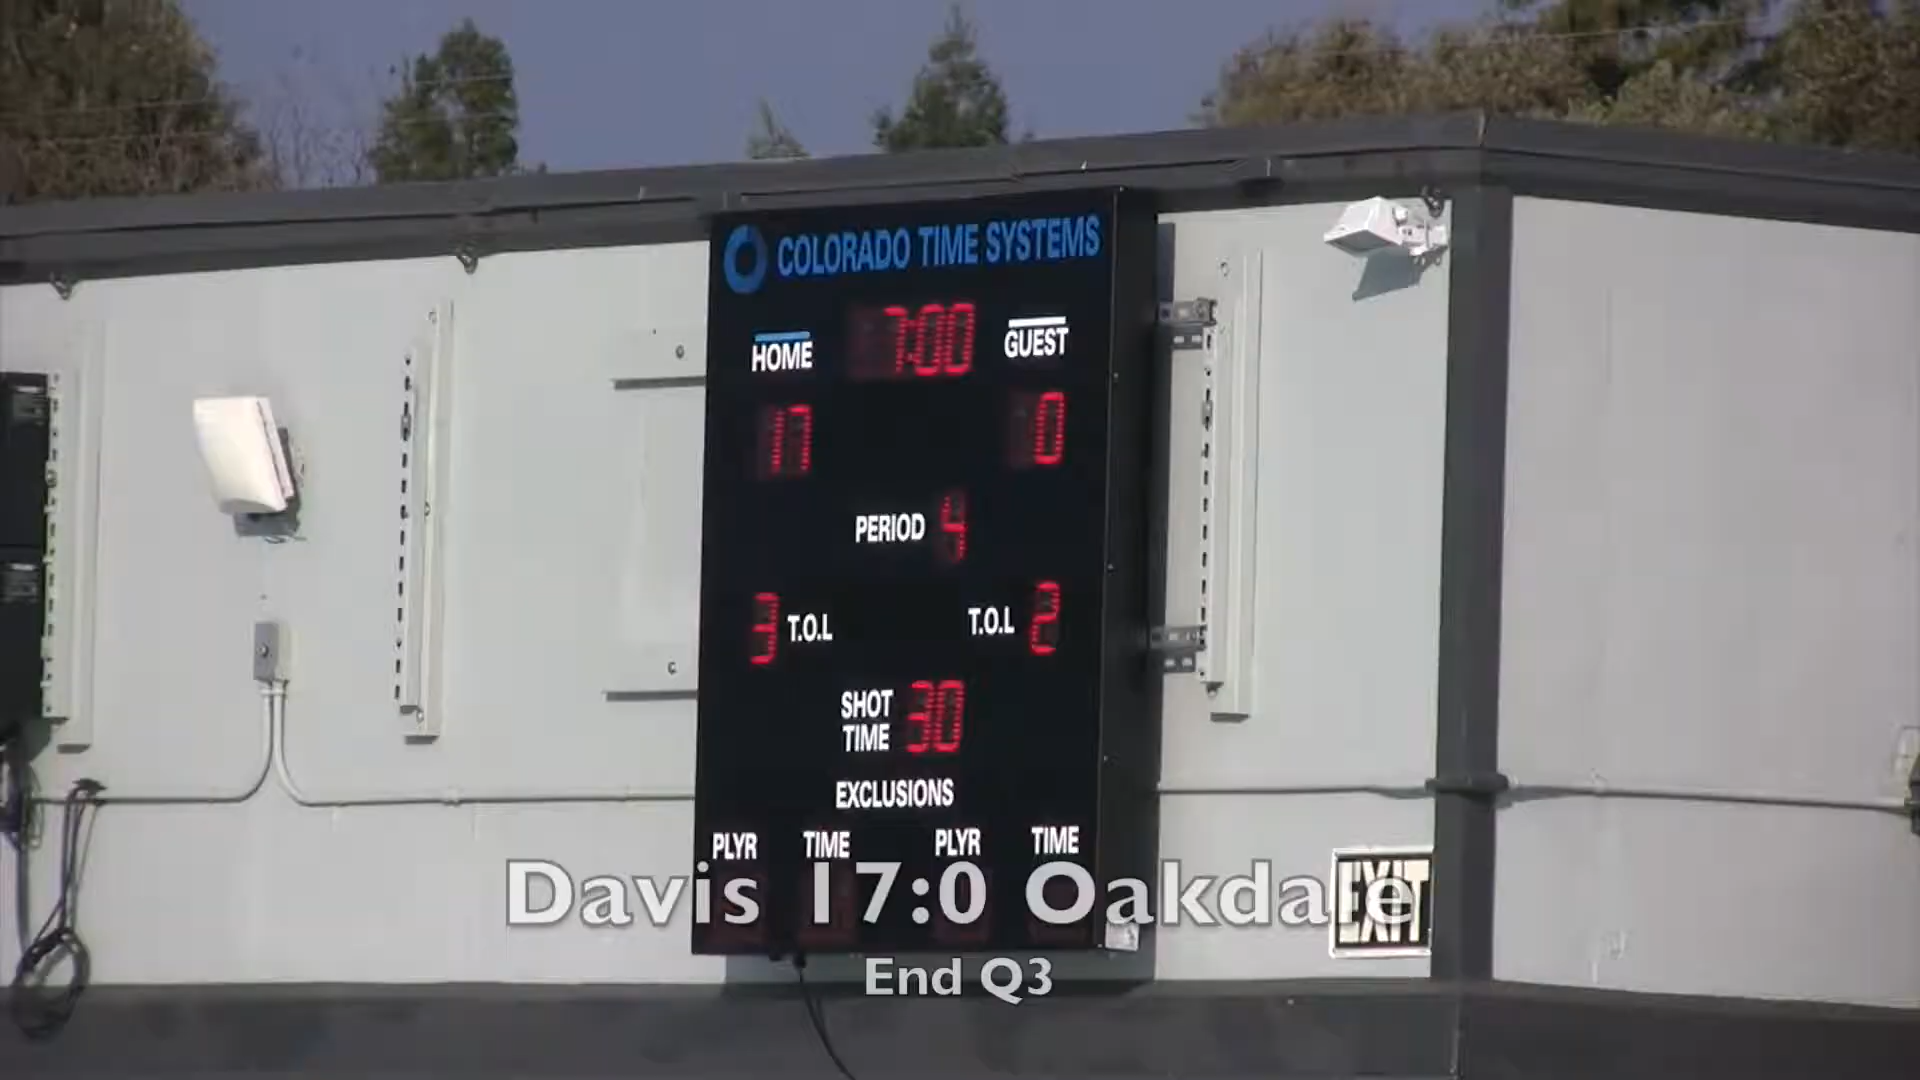 COLORADO TIME SYSTEMS
HOME 7:00 GUEST
17 0
PERIOD 4
3 T.O.L T.O.L 2
SHOT TIME 30
EXCLUSIONS
PLYR TIME PLYR TIME
Davis 17:0 Oakdale
EXIT
End Q3